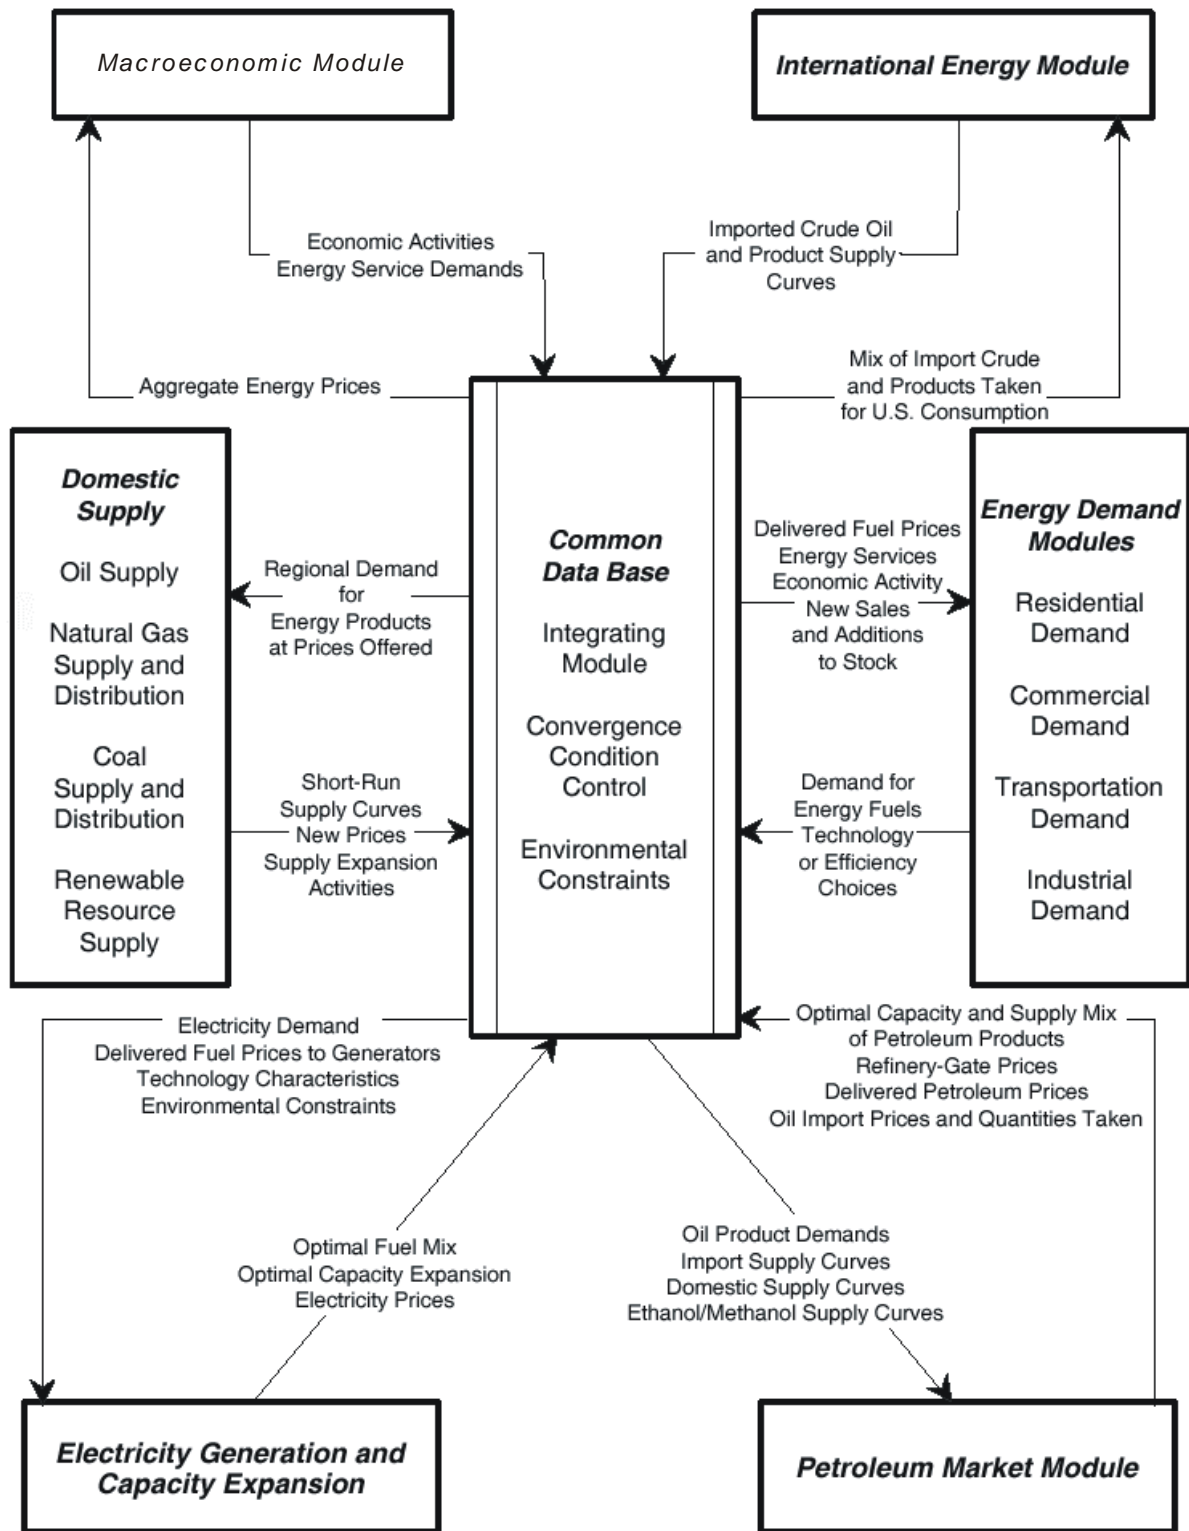 Macroeconomic Module
International Energy Module
Economic Activities
Energy Service Demands
Imported Crude Oil
and Product Supply
Curves
Aggregate Energy Prices
Mix of Import Crude
and Products Taken
for U.S. Consumption
Domestic
Supply
Oil Supply
Natural Gas
Supply and
Distribution
Coal
Supply and
Distribution
Renewable
Resource
Supply
Regional Demand
for
Energy Products
at Prices Offered
Short-Run
Supply Curves
New Prices
Supply Expansion
Activities
Common
Data Base
Integrating
Module
Convergence
Condition
Control
Environmental
Constraints
Delivered Fuel Prices
Energy Services
Economic Activity
New Sales
and Additions
to Stock
Demand for
Energy Fuels
Technology
or Efficiency
Choices
Energy Demand
Modules
Residential
Demand
Commercial
Demand
Transportation
Demand
Industrial
Demand
Electricity Demand
Delivered Fuel Prices to Generators
Technology Characteristics
Environmental Constraints
Optimal Capacity and Supply Mix
of Petroleum Products
Refinery-Gate Prices
Delivered Petroleum Prices
Oil Import Prices and Quantities Taken
Optimal Fuel Mix
Optimal Capacity Expansion
Electricity Prices
Oil Product Demands
Import Supply Curves
Domestic Supply Curves
Ethanol/Methanol Supply Curves
Electricity Generation and
Capacity Expansion
Petroleum Market Module